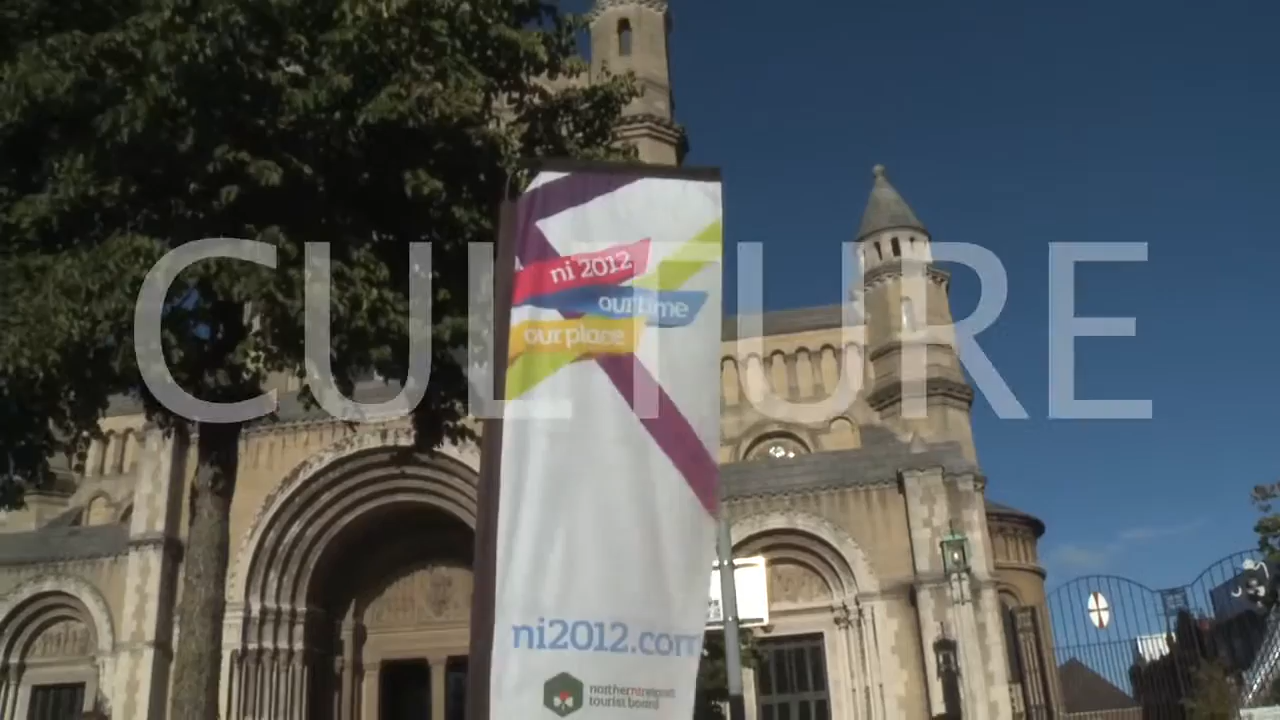 CULTURE
ni 2012
our time
our place
ni2012.com
northern ireland
tourist board